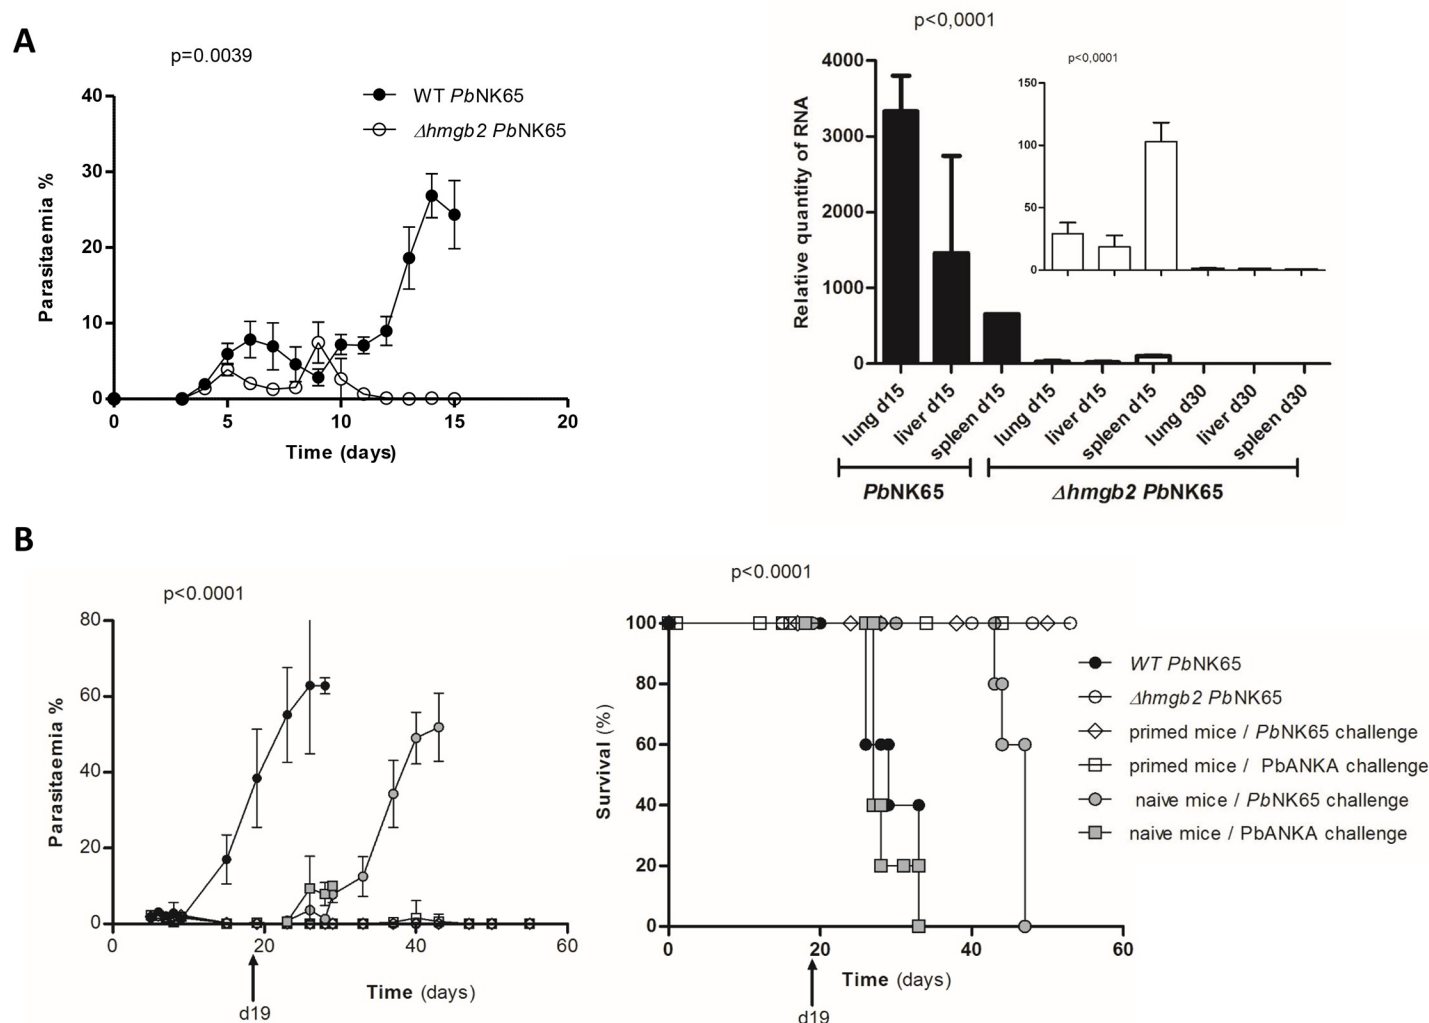 A
p=0.0039
WT PbNK65
Δhmgb2 PbNK65
40
30
20
10
0
Parasitaemia %
0 5 10 15 20
Time (days)
p<0,0001
4000
3000
2000
1000
0
Relative quantity of RNA
p<0,0001
150
100
50
0
lung d15
liver d15
spleen d15
lung d15
liver d15
spleen d15
lung d30
liver d30
spleen d30
PbNK65
Δhmgb2 PbNK65
B
p<0.0001
80
60
40
20
0
Parasitaemia %
0 20 40 60
Time (days)
d19
p<0.0001
100
80
60
40
20
0
Survival (%)
0 20 40 60
Time (days)
d19
WT PbNK65
Δhmgb2 PbNK65
primed mice / PbNK65 challenge
primed mice / PbANKA challenge
naive mice / PbNK65 challenge
naive mice / PbANKA challenge